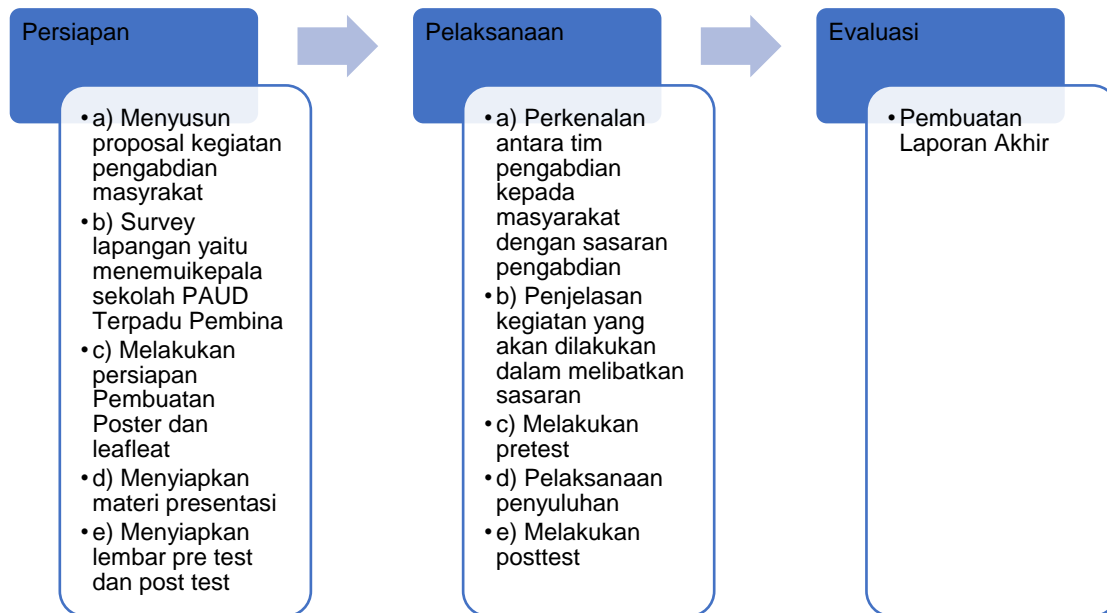 Persiapan
• a) Menyusun
proposal kegiatan
pengabdian
masyrakat
• b) Survey
lapangan yaitu
menemuikepala
sekolah PAUD
Terpadu Pembina
• c) Melakukan
persiapan
Pembuatan
Poster dan
leafleat
• d) Menyiapkan
materi presentasi
• e) Menyiapkan
lembar pre test
dan post test
Pelaksanaan
• a) Perkenalan
antara tim
pengabdian
kepada
masyarakat
dengan sasaran
pengabdian
• b) Penjelasan
kegiatan yang
akan dilakukan
dalam melibatkan
sasaran
• c) Melakukan
pretest
• d) Pelaksanaan
penyuluhan
• e) Melakukan
posttest
Evaluasi
• Pembuatan
Laporan Akhir